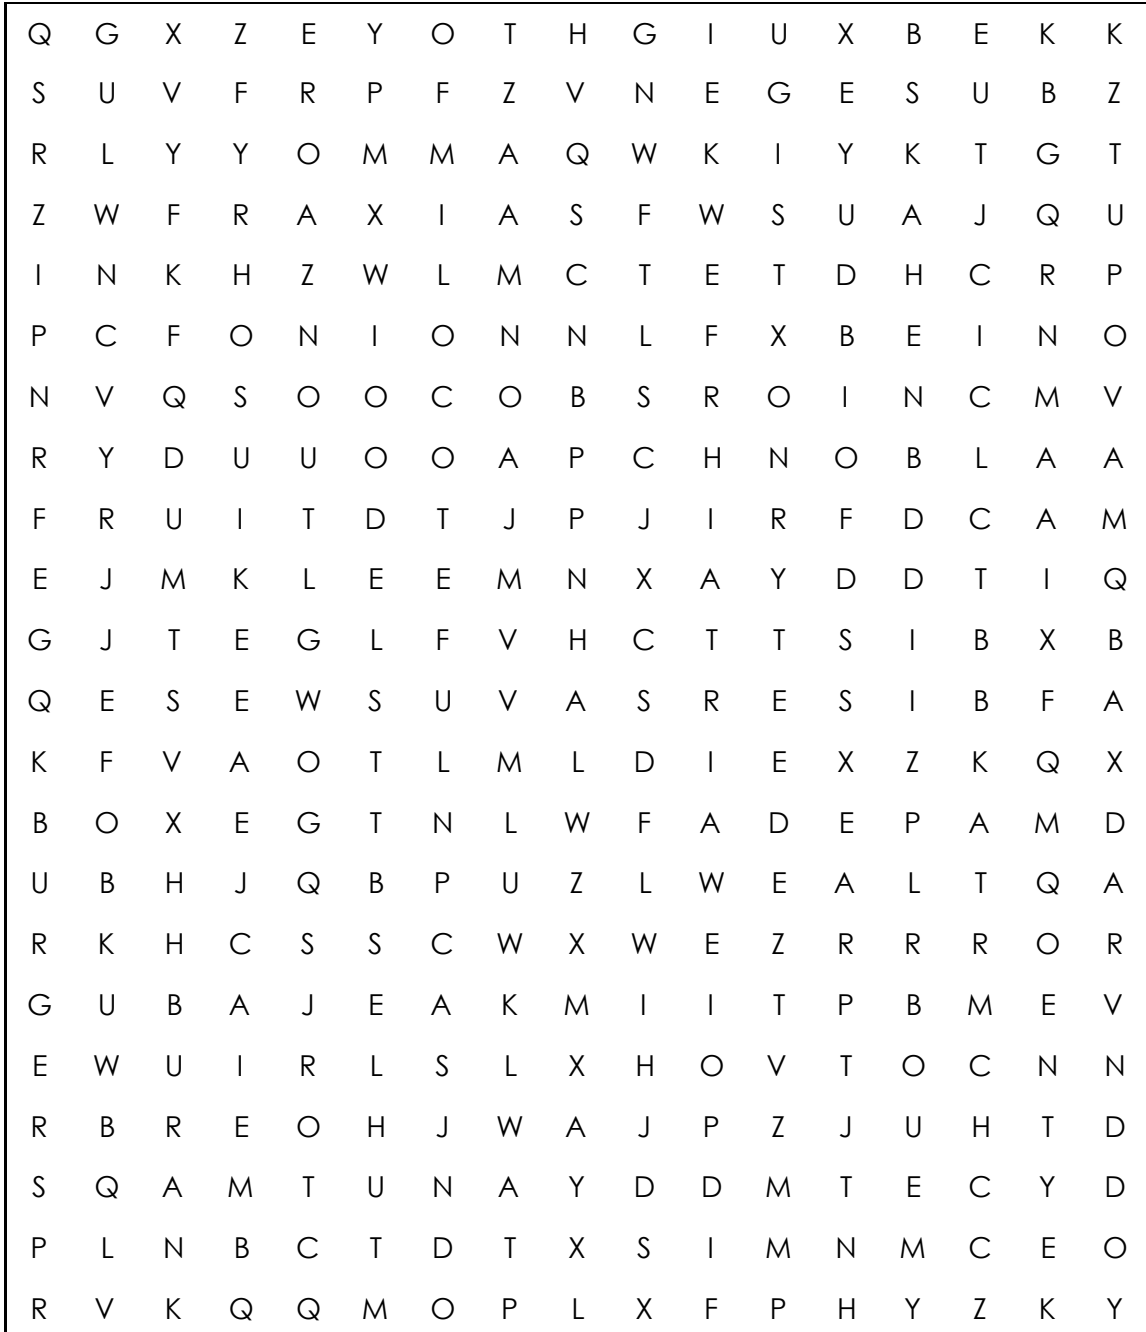 Q G X Z E Y O T H G I U X B E K K
S U V F R P F Z V N E G E S U B Z
R L Y Y O M M A Q W K I Y K T G T
Z W F R A X I A S F W S U A J Q U
I N K H Z W L M C T E T D H C R P
P C F O N I O N N L F X B E I N O
N V Q S O O C O B S R O I N C M V
R Y D U U O O A P C H N O B L A A
F R U I T D T J P J I R F D C A M
E J M K L E E M N X A Y D D T I Q
G J T E G L F V H C T T S I B X B
Q E S E W S U V A S R E S I B F A
K F V A O T L M L D I E X Z K Q X
B O X E G T N L W F A D E P A M D
U B H J Q B P U Z L W E A L T Q A
R K H C S S C W X W E Z R R R O R
G U B A J E A K M I I T P B M E V
E W U I R L S L X H O V T O C N N
R B R E O H J W A J P Z J U H T D
S Q A M T U N A Y D D M T E C Y D
P L N B C T D T X S I M N M C E O
R V K Q Q M O P L X F P H Y Z K Y